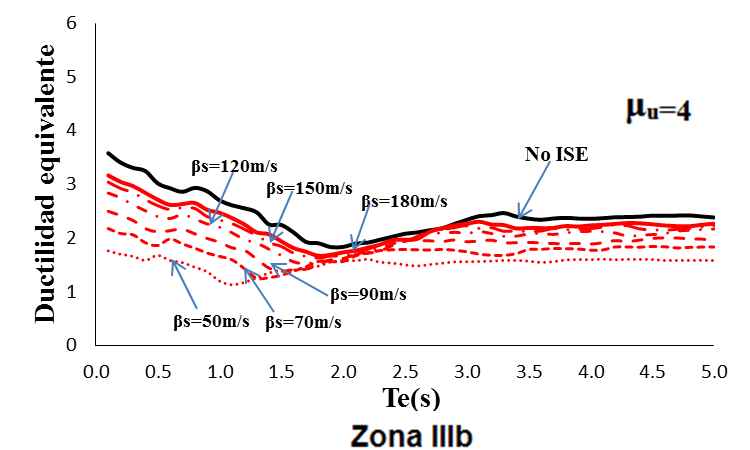 6
5
4
3
2
1
0
Ductilidad equivalente
μu=4
No ISE
βs=120m/s
βs=150m/s
βs=180m/s
βs=90m/s
βs=50m/s
βs=70m/s
0.0 0.5 1.0 1.5 2.0 2.5 3.0 3.5 4.0 4.5 5.0
Te(s)
Zona IIIb